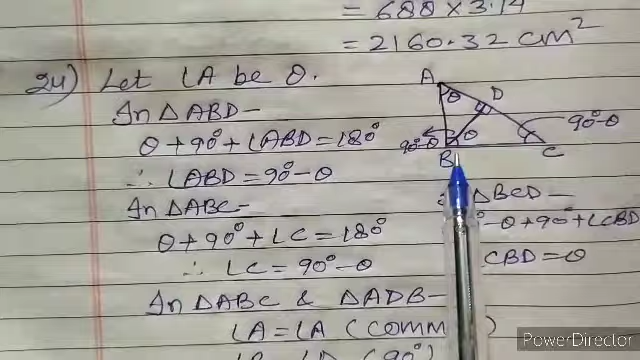 = 688 × 3.14
= 2160.32 cm²
24) Let ∠A be θ.
In △ABD-
θ + 90° + ∠ABD = 180°
∴ ∠ABD = 90° - θ
In △ABC-
θ + 90° + ∠C = 180°
∴ ∠C = 90° - θ
In △ABC & △ADB-
∠A = ∠A (COMM )
A
θ
D
90°-θ
90°-θ
θ
B
C
△BCD-
° - θ + 90° + ∠CBD
CBD = θ
PowerDirector